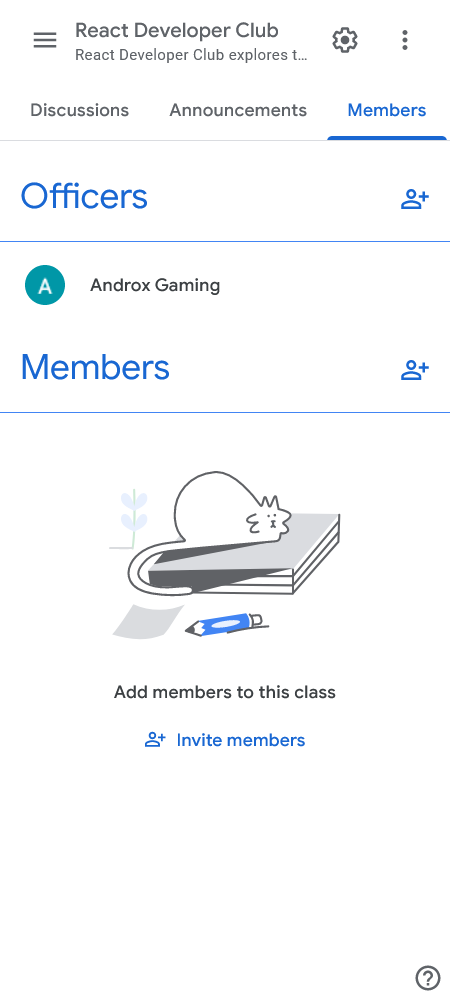 React Developer Club
React Developer Club explores t...
Discussions Announcements Members
Officers
A Androx Gaming
Members
Add members to this class
Invite members